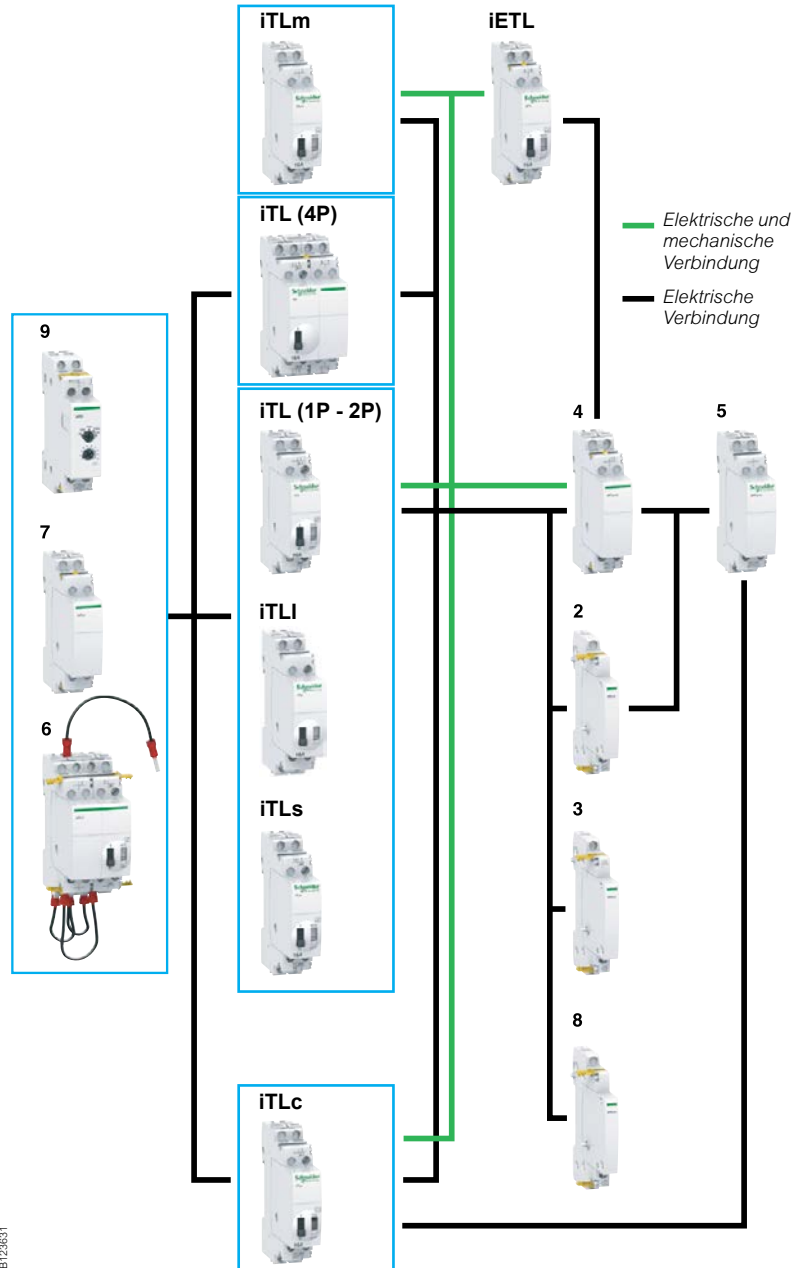 iTLm
iETL
iTL (4P)
Elektrische und
mechanische
Verbindung
Elektrische
Verbindung
9
iTL (1P - 2P)
4
5
Schneider
7
iTLI
2
6
iTLs
3
8
iTLc
B123631